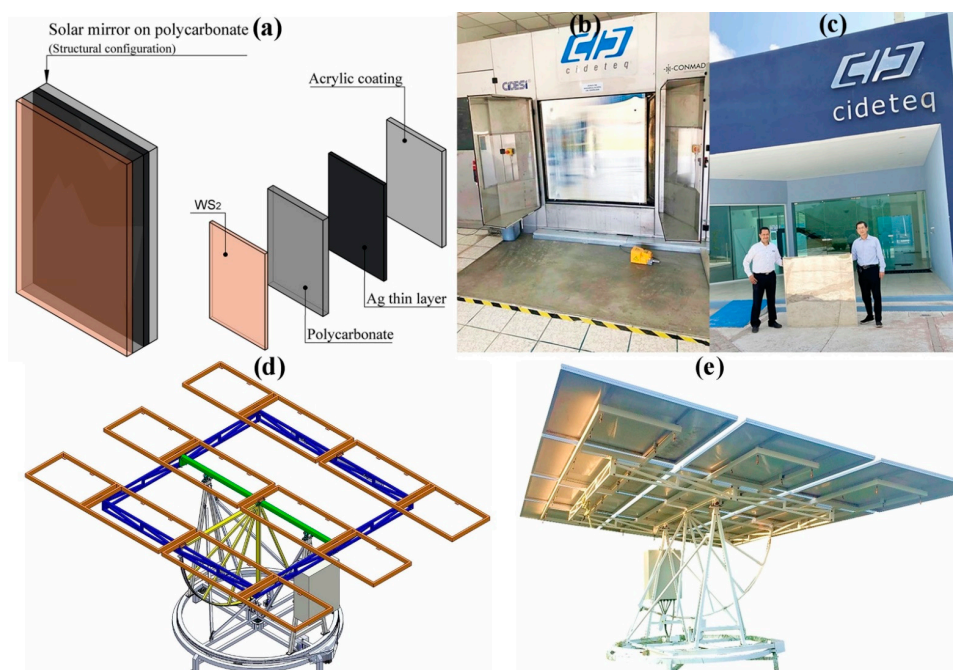 Solar mirror on polycarbonate (a)
(Structural configuration)
Acrylic coating
WS2
Ag thin layer
Polycarbonate
(b)
cideteq
CIDESI
CONMAD
(c)
cideteq
(d)
(e)